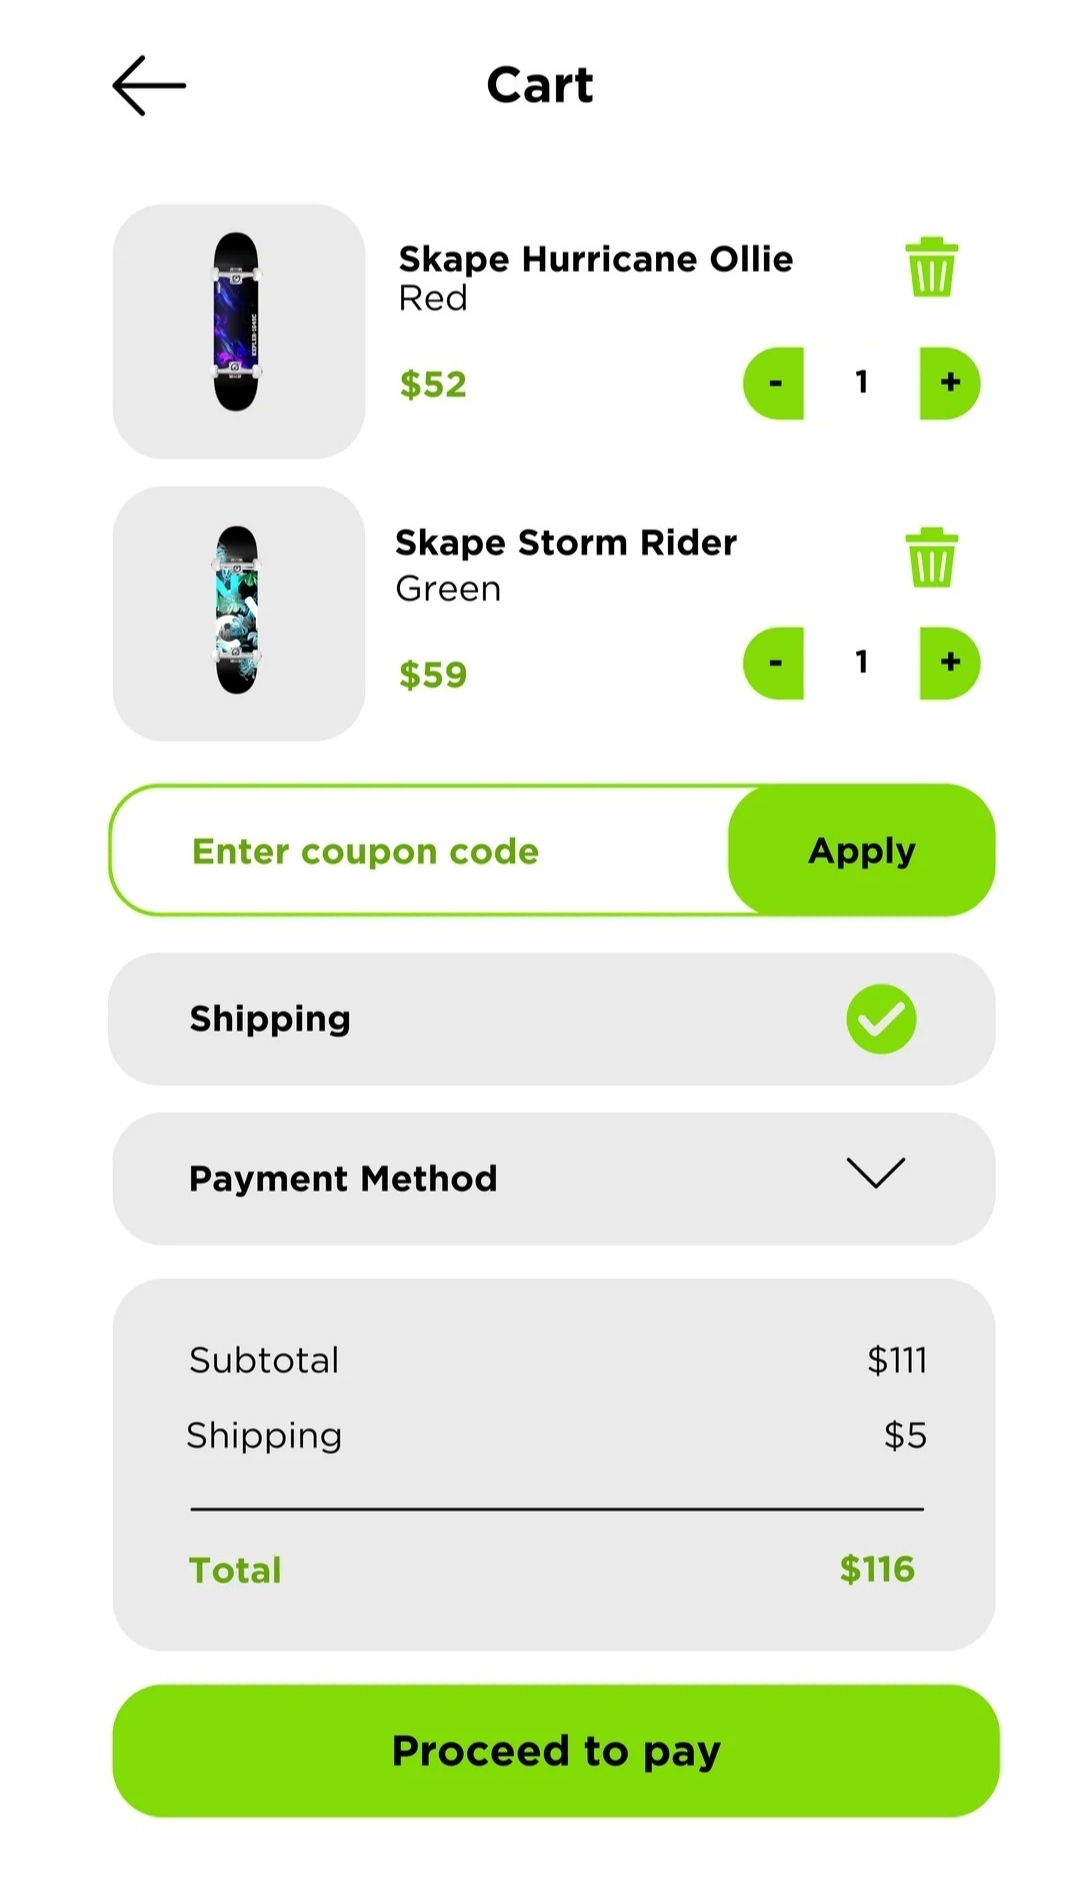 Cart
Skape Hurricane Ollie
Red
$52
- 1 +
Skape Storm Rider
Green
$59
- 1 +
Enter coupon code
Apply
Shipping
Payment Method
Subtotal $111
Shipping $5
Total $116
Proceed to pay